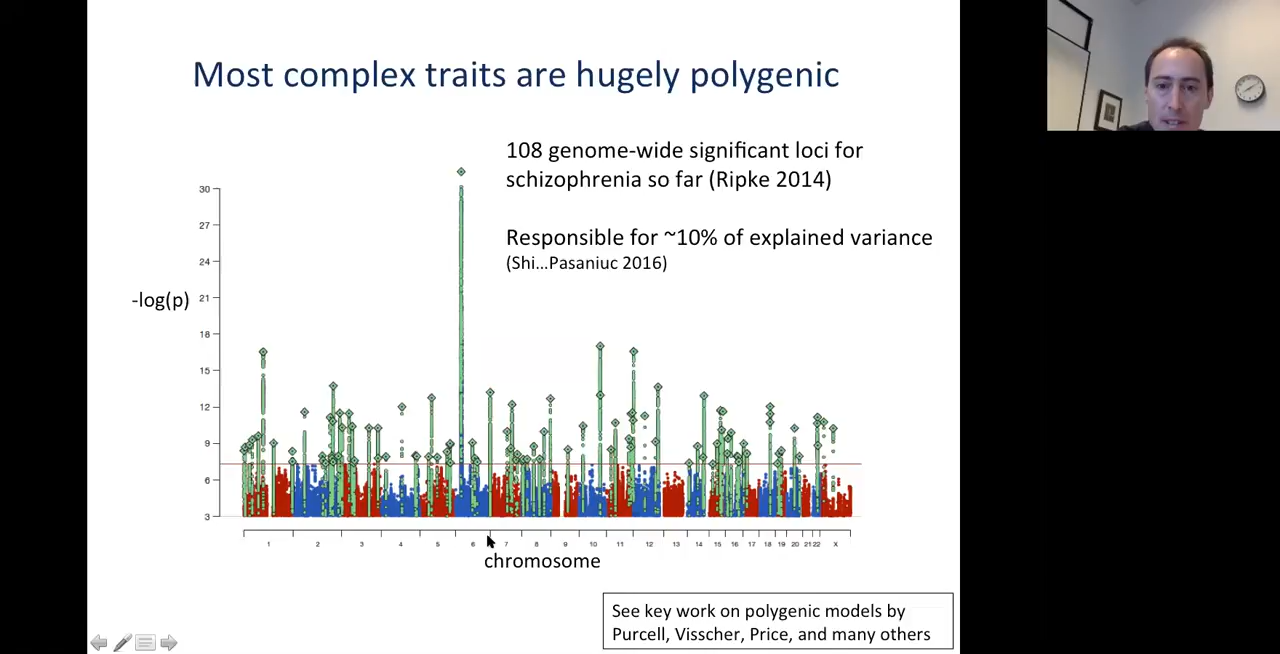 Most complex traits are hugely polygenic
108 genome-wide significant loci for
schizophrenia so far (Ripke 2014)
Responsible for ~10% of explained variance
(Shi...Pasaniuc 2016)
-log(p)
30
27
24
21
18
15
12
9
6
3
1 2 3 4 5 6 7 8 9 10 11 12 13 14 15 16 17 18 19 20 21 22 X
chromosome
See key work on polygenic models by
Purcell, Visscher, Price, and many others